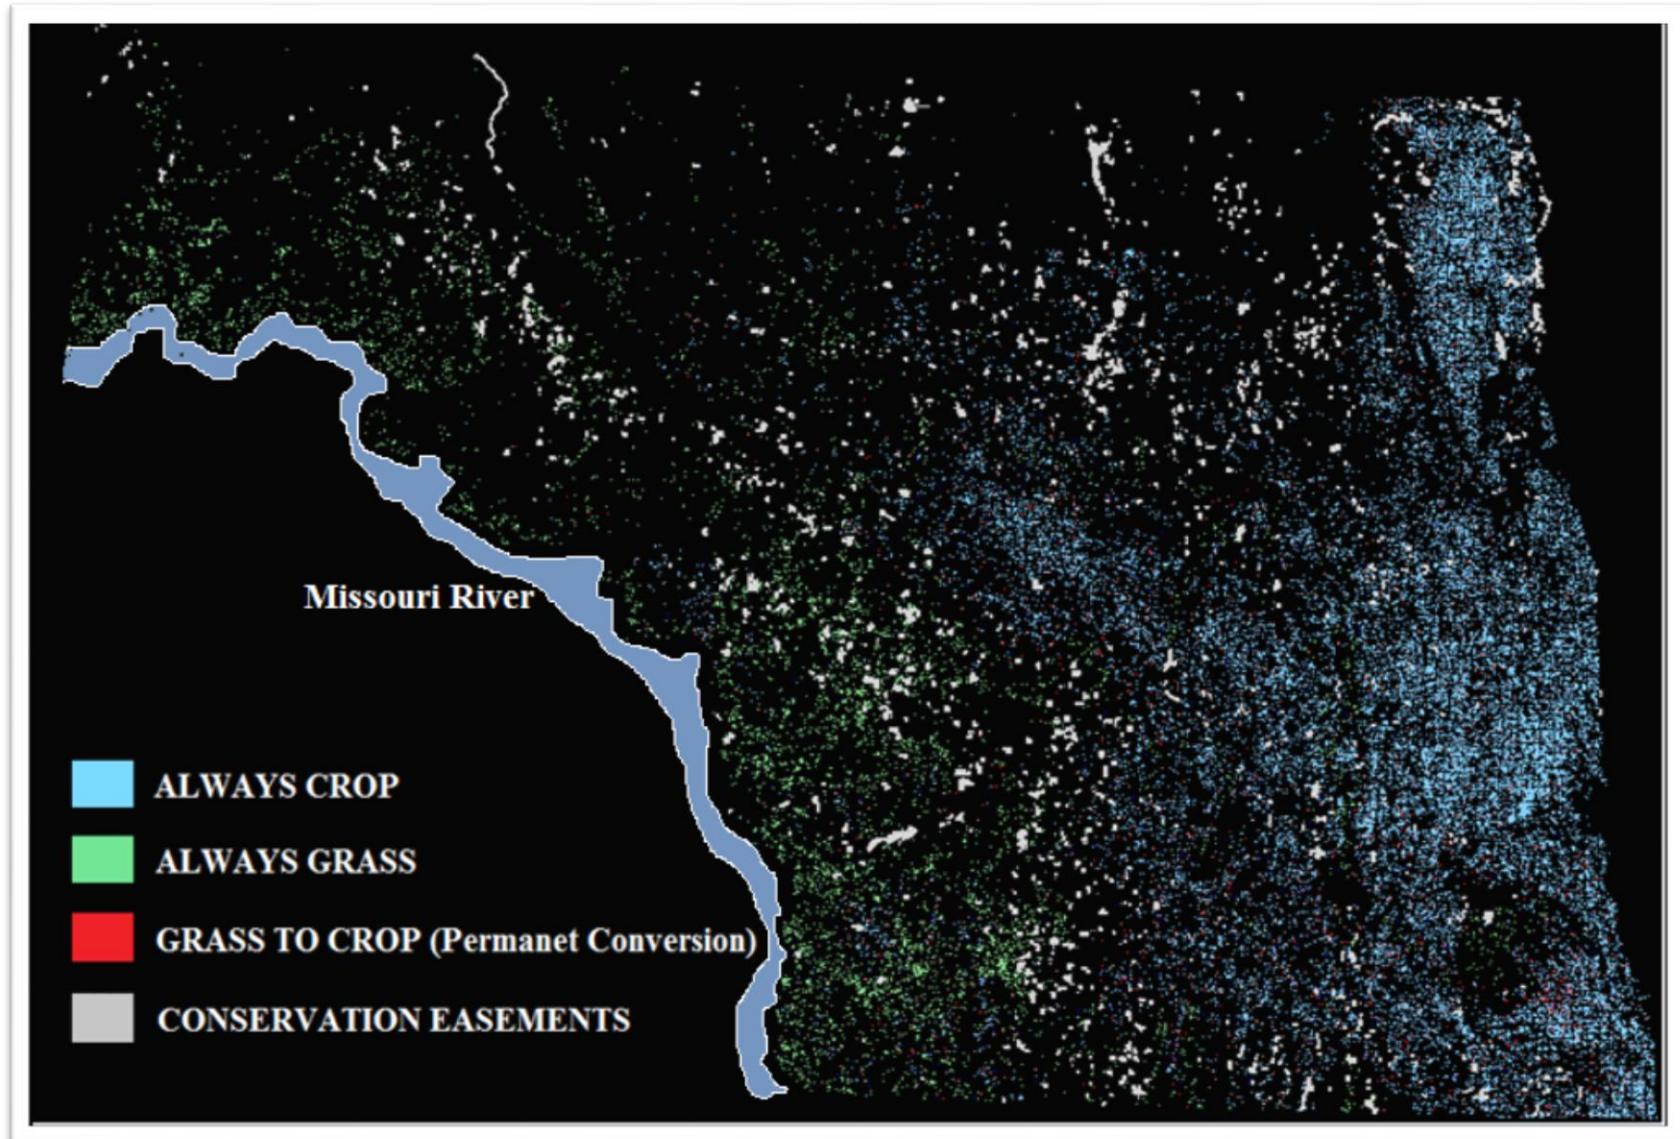 Missouri River
ALWAYS CROP
ALWAYS GRASS
GRASS TO CROP (Permanet Conversion)
CONSERVATION EASEMENTS